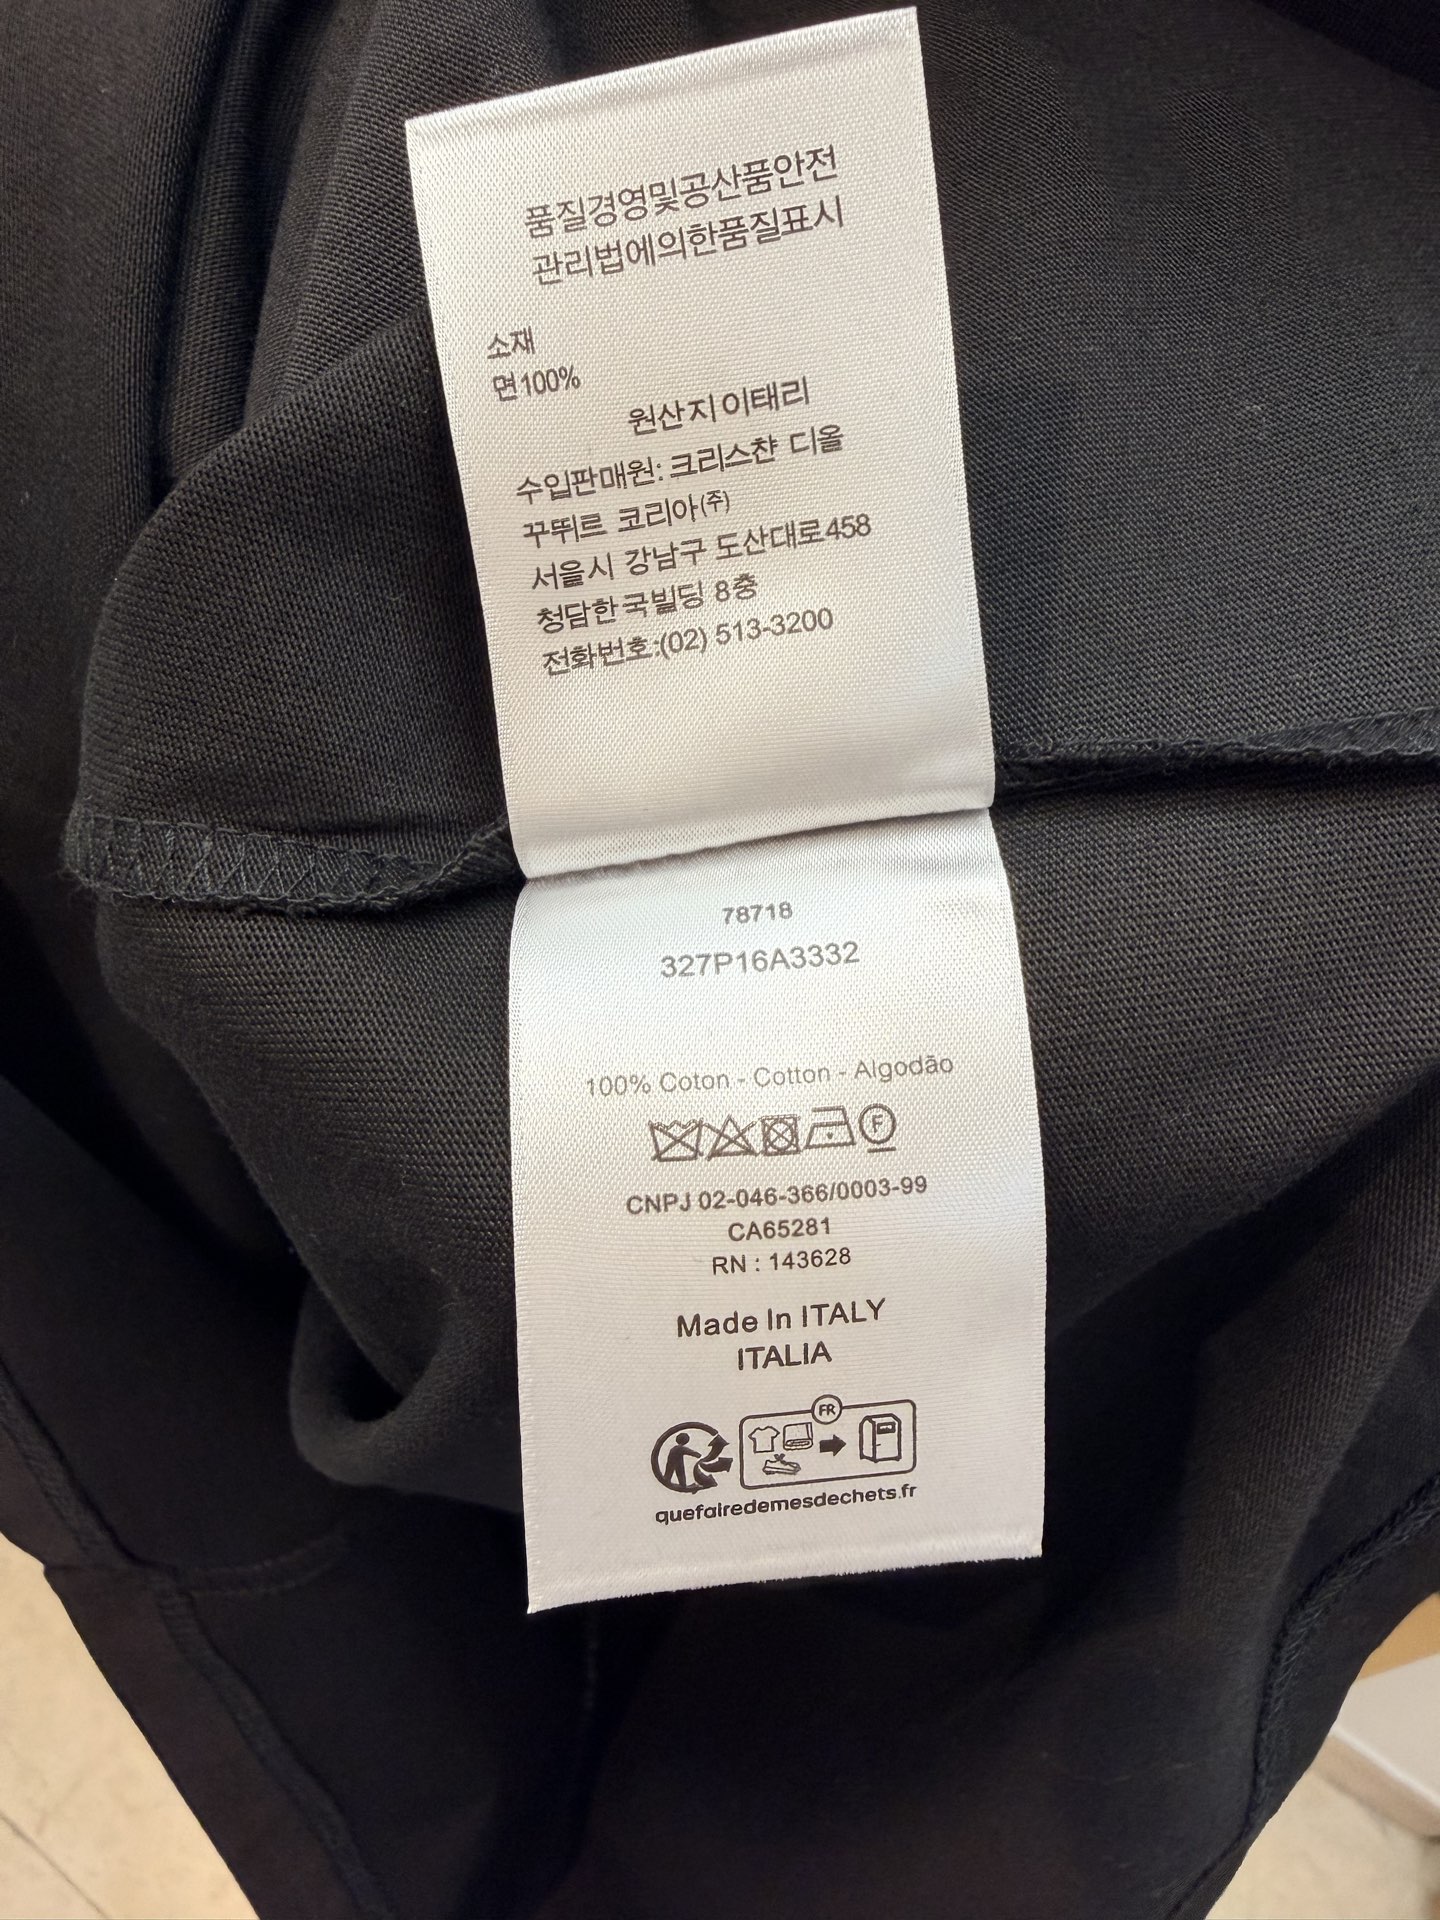 품질경영및공산품안전
관리법에의한품질표시
소재
면100%
원산지이태리
수입판매원: 크리스챤 디올
꾸뛰르 코리아(주)
서울시 강남구 도산대로458
청담한국빌딩 8층
전화번호:(02) 513-3200
78718
327P16A3332
100% Coton - Cotton - Algodão
F
CNPJ 02-046-366/0003-99
CA65281
RN : 143628
Made In ITALY
ITALIA
FR
quefairedemesdechets.fr